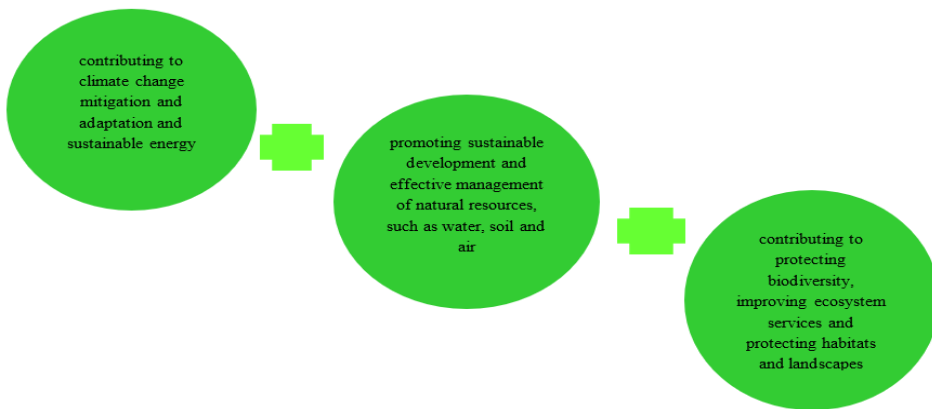 contributing to
climate change
mitigation and
adaptation and
sustainable energy
promoting sustainable
development and
effective management
of natural resources,
such as water, soil and
air
contributing to
protecting
biodiversity,
improving ecosystem
services and
protecting habitats
and landscapes